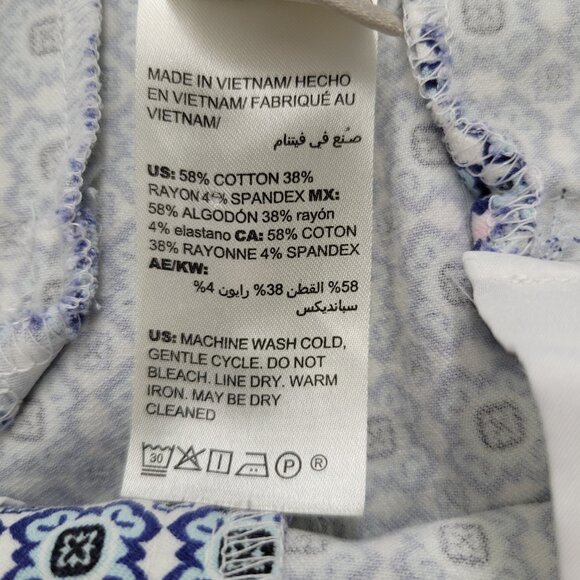 MADE IN VIETNAM/ HECHO
EN VIETNAM/ FABRIQUÉ AU
VIETNAM/
صنع في فيتنام
US: 58% COTTON 38%
RAYON 4% SPANDEX MX:
58% ALGODÓN 38% rayón
4% elastano CA: 58% COTON
38% RAYONNE 4% SPANDEX
AE/KW:
58% القطن 38% رايون 4%
سبانديكس
US: MACHINE WASH COLD,
GENTLE CYCLE. DO NOT
BLEACH. LINE DRY. WARM
IRON. MAY BE DRY
CLEANED
30 P ®